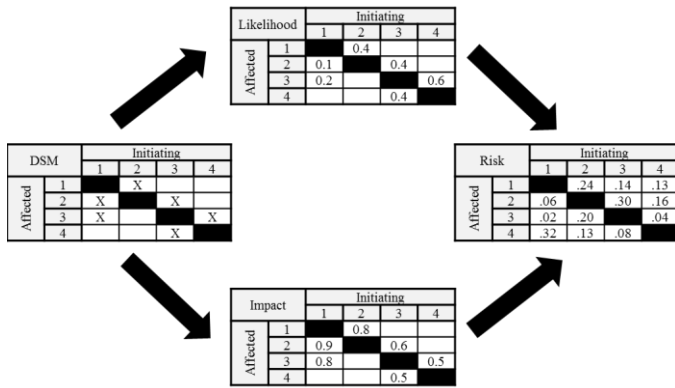 Likelihood Initiating
1 2 3 4
Affected
1 0.4
2 0.1 0.4
3 0.2 0.6
4 0.4
DSM Initiating
1 2 3 4
Affected
1 X
2 X X
3 X X
4 X
Risk Initiating
1 2 3 4
Affected
1 .24 .14 .13
2 .06 .30 .16
3 .02 .20 .04
4 .32 .13 .08
Impact Initiating
1 2 3 4
Affected
1 0.8
2 0.9 0.6
3 0.8 0.5
4 0.5